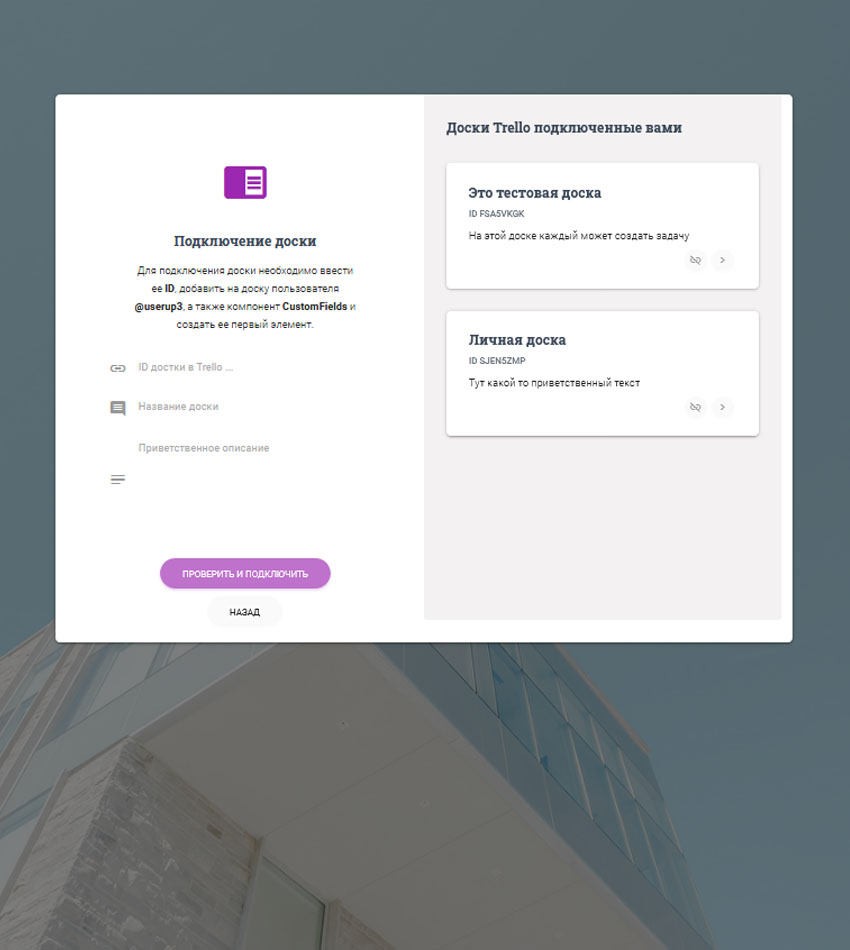 Подключение доски
Для подключения доски необходимо ввести
ее ID, добавить на доску пользователя
@userup3, а также компонент CustomFields и
создать ее первый элемент.
ID достки в Trello ...
Название доски
Приветственное описание
ПРОВЕРИТЬ И ПОДКЛЮЧИТЬ
НАЗАД
Доски Trello подключенные вами
Это тестовая доска
ID FSA5VKGK
На этой доске каждый может создать задачу
Личная доска
ID SJEN5ZMP
Тут какой то приветственный текст